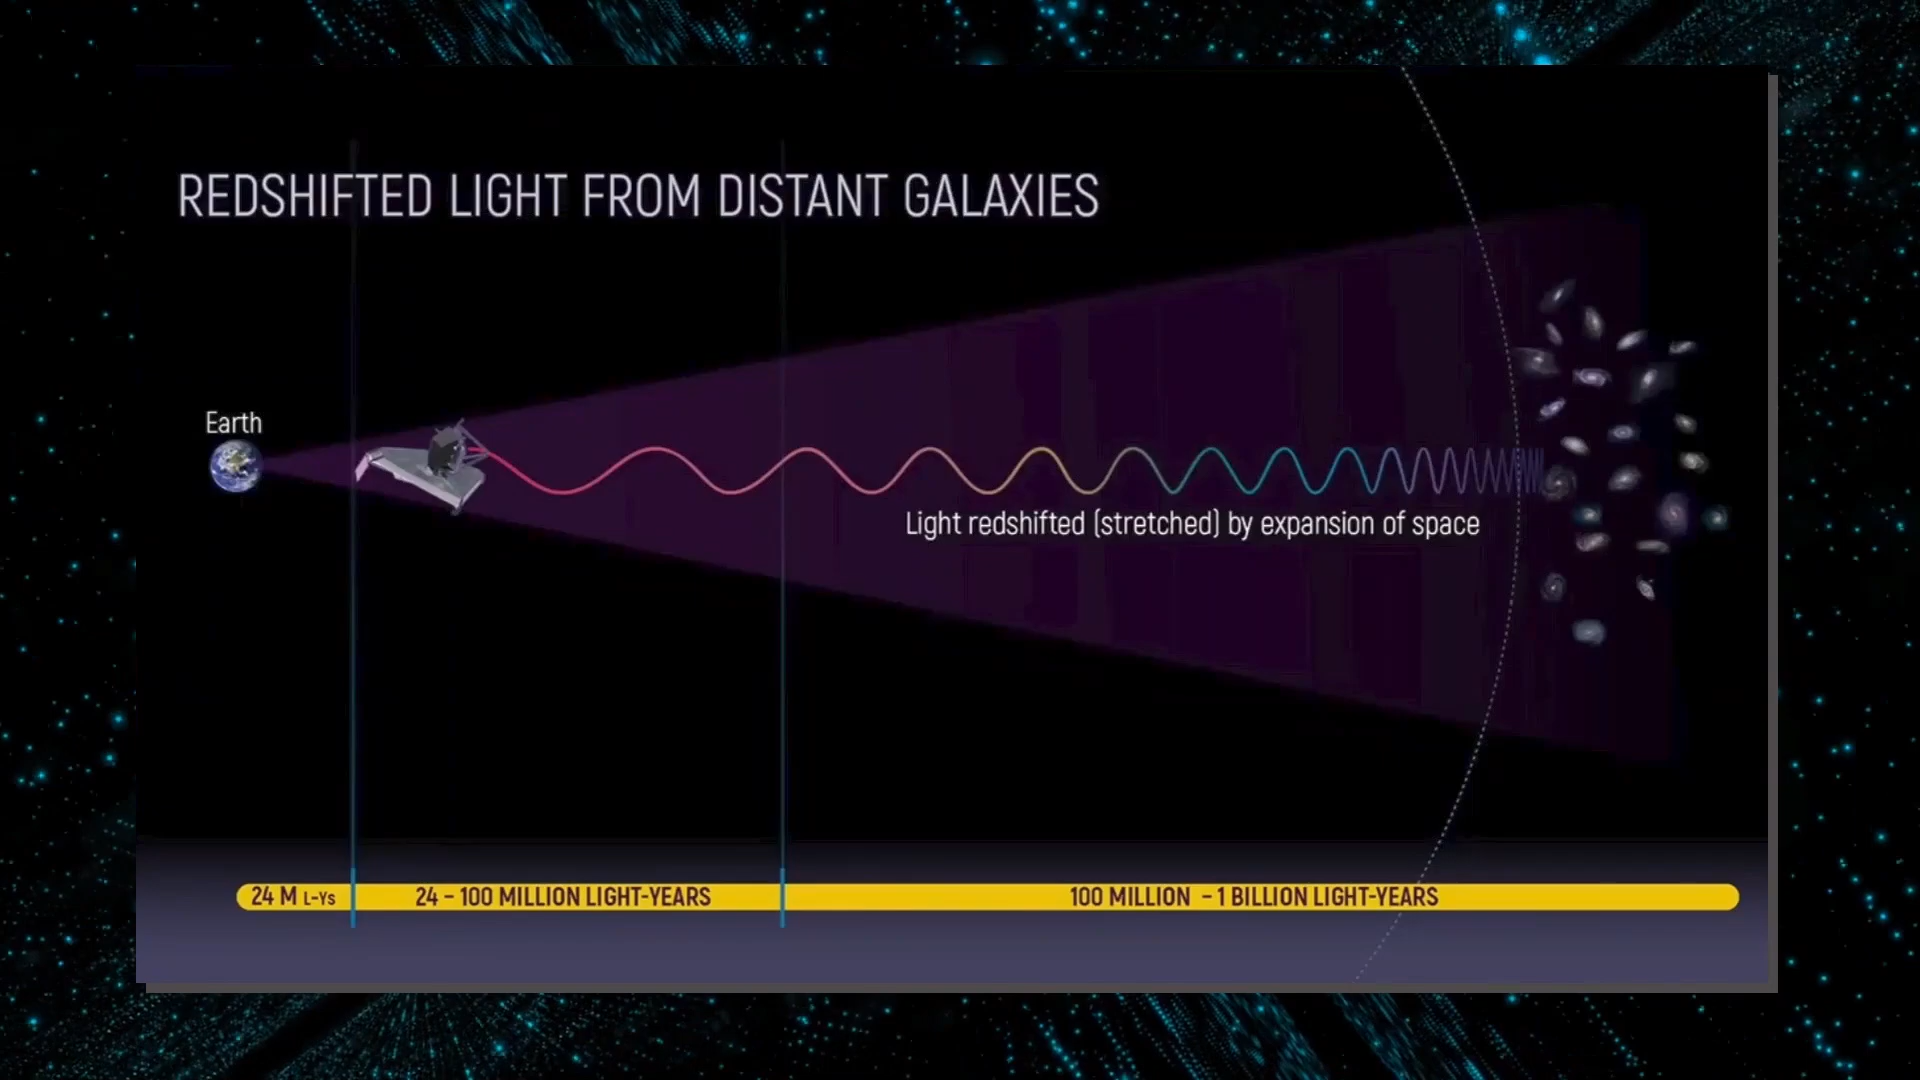 REDSHIFTED LIGHT FROM DISTANT GALAXIES
Earth
Light redshifted (stretched) by expansion of space
24 M L-Ys
24 – 100 MILLION LIGHT-YEARS
100 MILLION – 1 BILLION LIGHT-YEARS